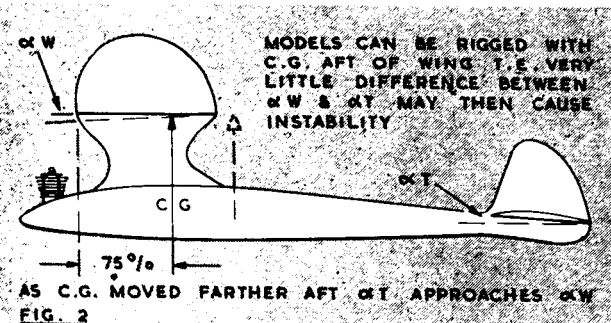 αW
MODELS CAN BE RIGGED WITH
C.G. AFT OF WING T.E. VERY
LITTLE DIFFERENCE BETWEEN
αW & αT MAY THEN CAUSE
INSTABILITY
αT
C G
75%
AS C.G. MOVED FARTHER AFT αT APPROACHES αW
FIG. 2